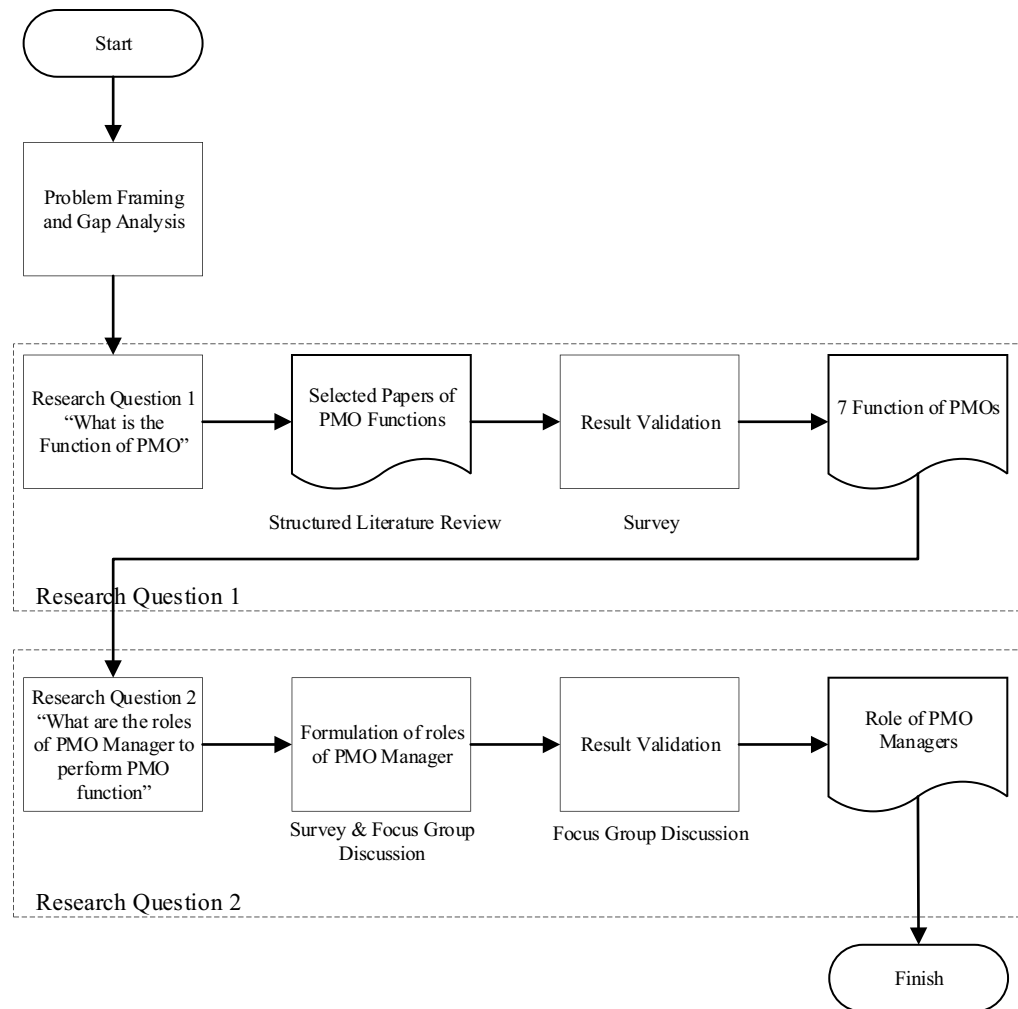 Start
Problem Framing
and Gap Analysis
Research Question 1
“What is the
Function of PMO”
Selected Papers of
PMO Functions
Result Validation
7 Function of PMOs
Structured Literature Review
Survey
Research Question 1
Research Question 2
“What are the roles
of PMO Manager to
perform PMO
function”
Formulation of roles
of PMO Manager
Result Validation
Role of PMO
Managers
Survey & Focus Group
Discussion
Focus Group Discussion
Research Question 2
Finish